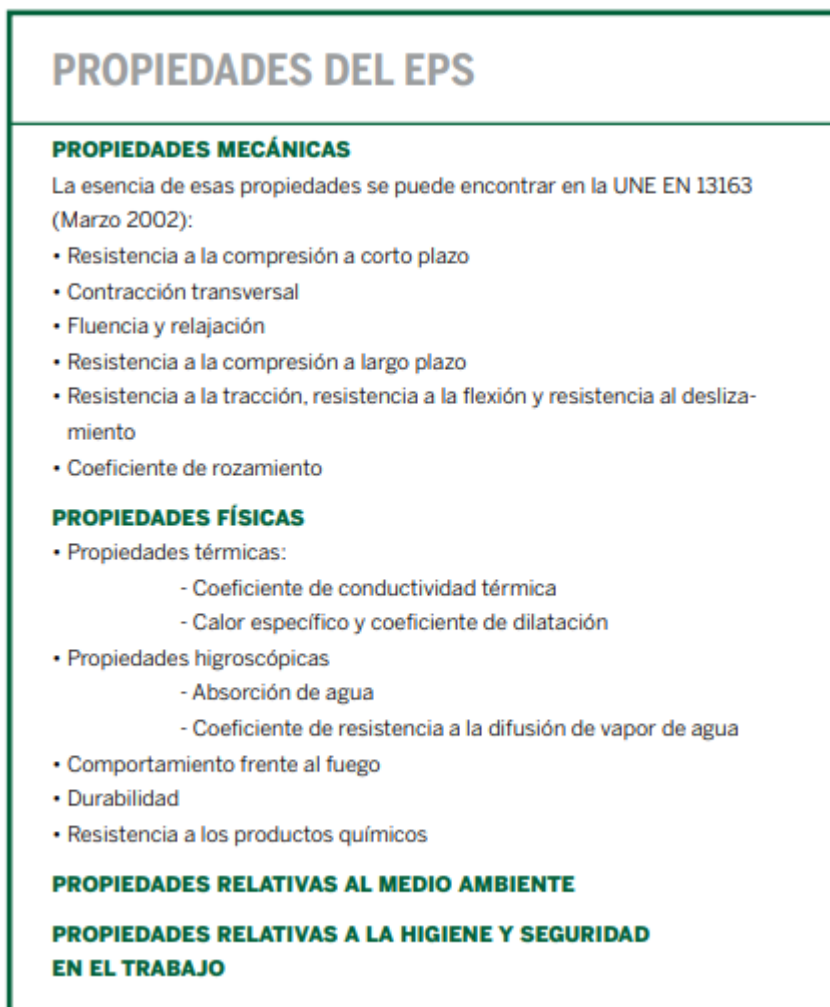 PROPIEDADES DEL EPS
PROPIEDADES MECÁNICAS
La esencia de esas propiedades se puede encontrar en la UNE EN 13163
(Marzo 2002):
• Resistencia a la compresión a corto plazo
• Contracción transversal
• Fluencia y relajación
• Resistencia a la compresión a largo plazo
• Resistencia a la tracción, resistencia a la flexión y resistencia al desliza-
miento
• Coeficiente de rozamiento
PROPIEDADES FÍSICAS
• Propiedades térmicas:
- Coeficiente de conductividad térmica
- Calor específico y coeficiente de dilatación
• Propiedades higroscópicas
- Absorción de agua
- Coeficiente de resistencia a la difusión de vapor de agua
• Comportamiento frente al fuego
• Durabilidad
• Resistencia a los productos químicos
PROPIEDADES RELATIVAS AL MEDIO AMBIENTE
PROPIEDADES RELATIVAS A LA HIGIENE Y SEGURIDAD
EN EL TRABAJO